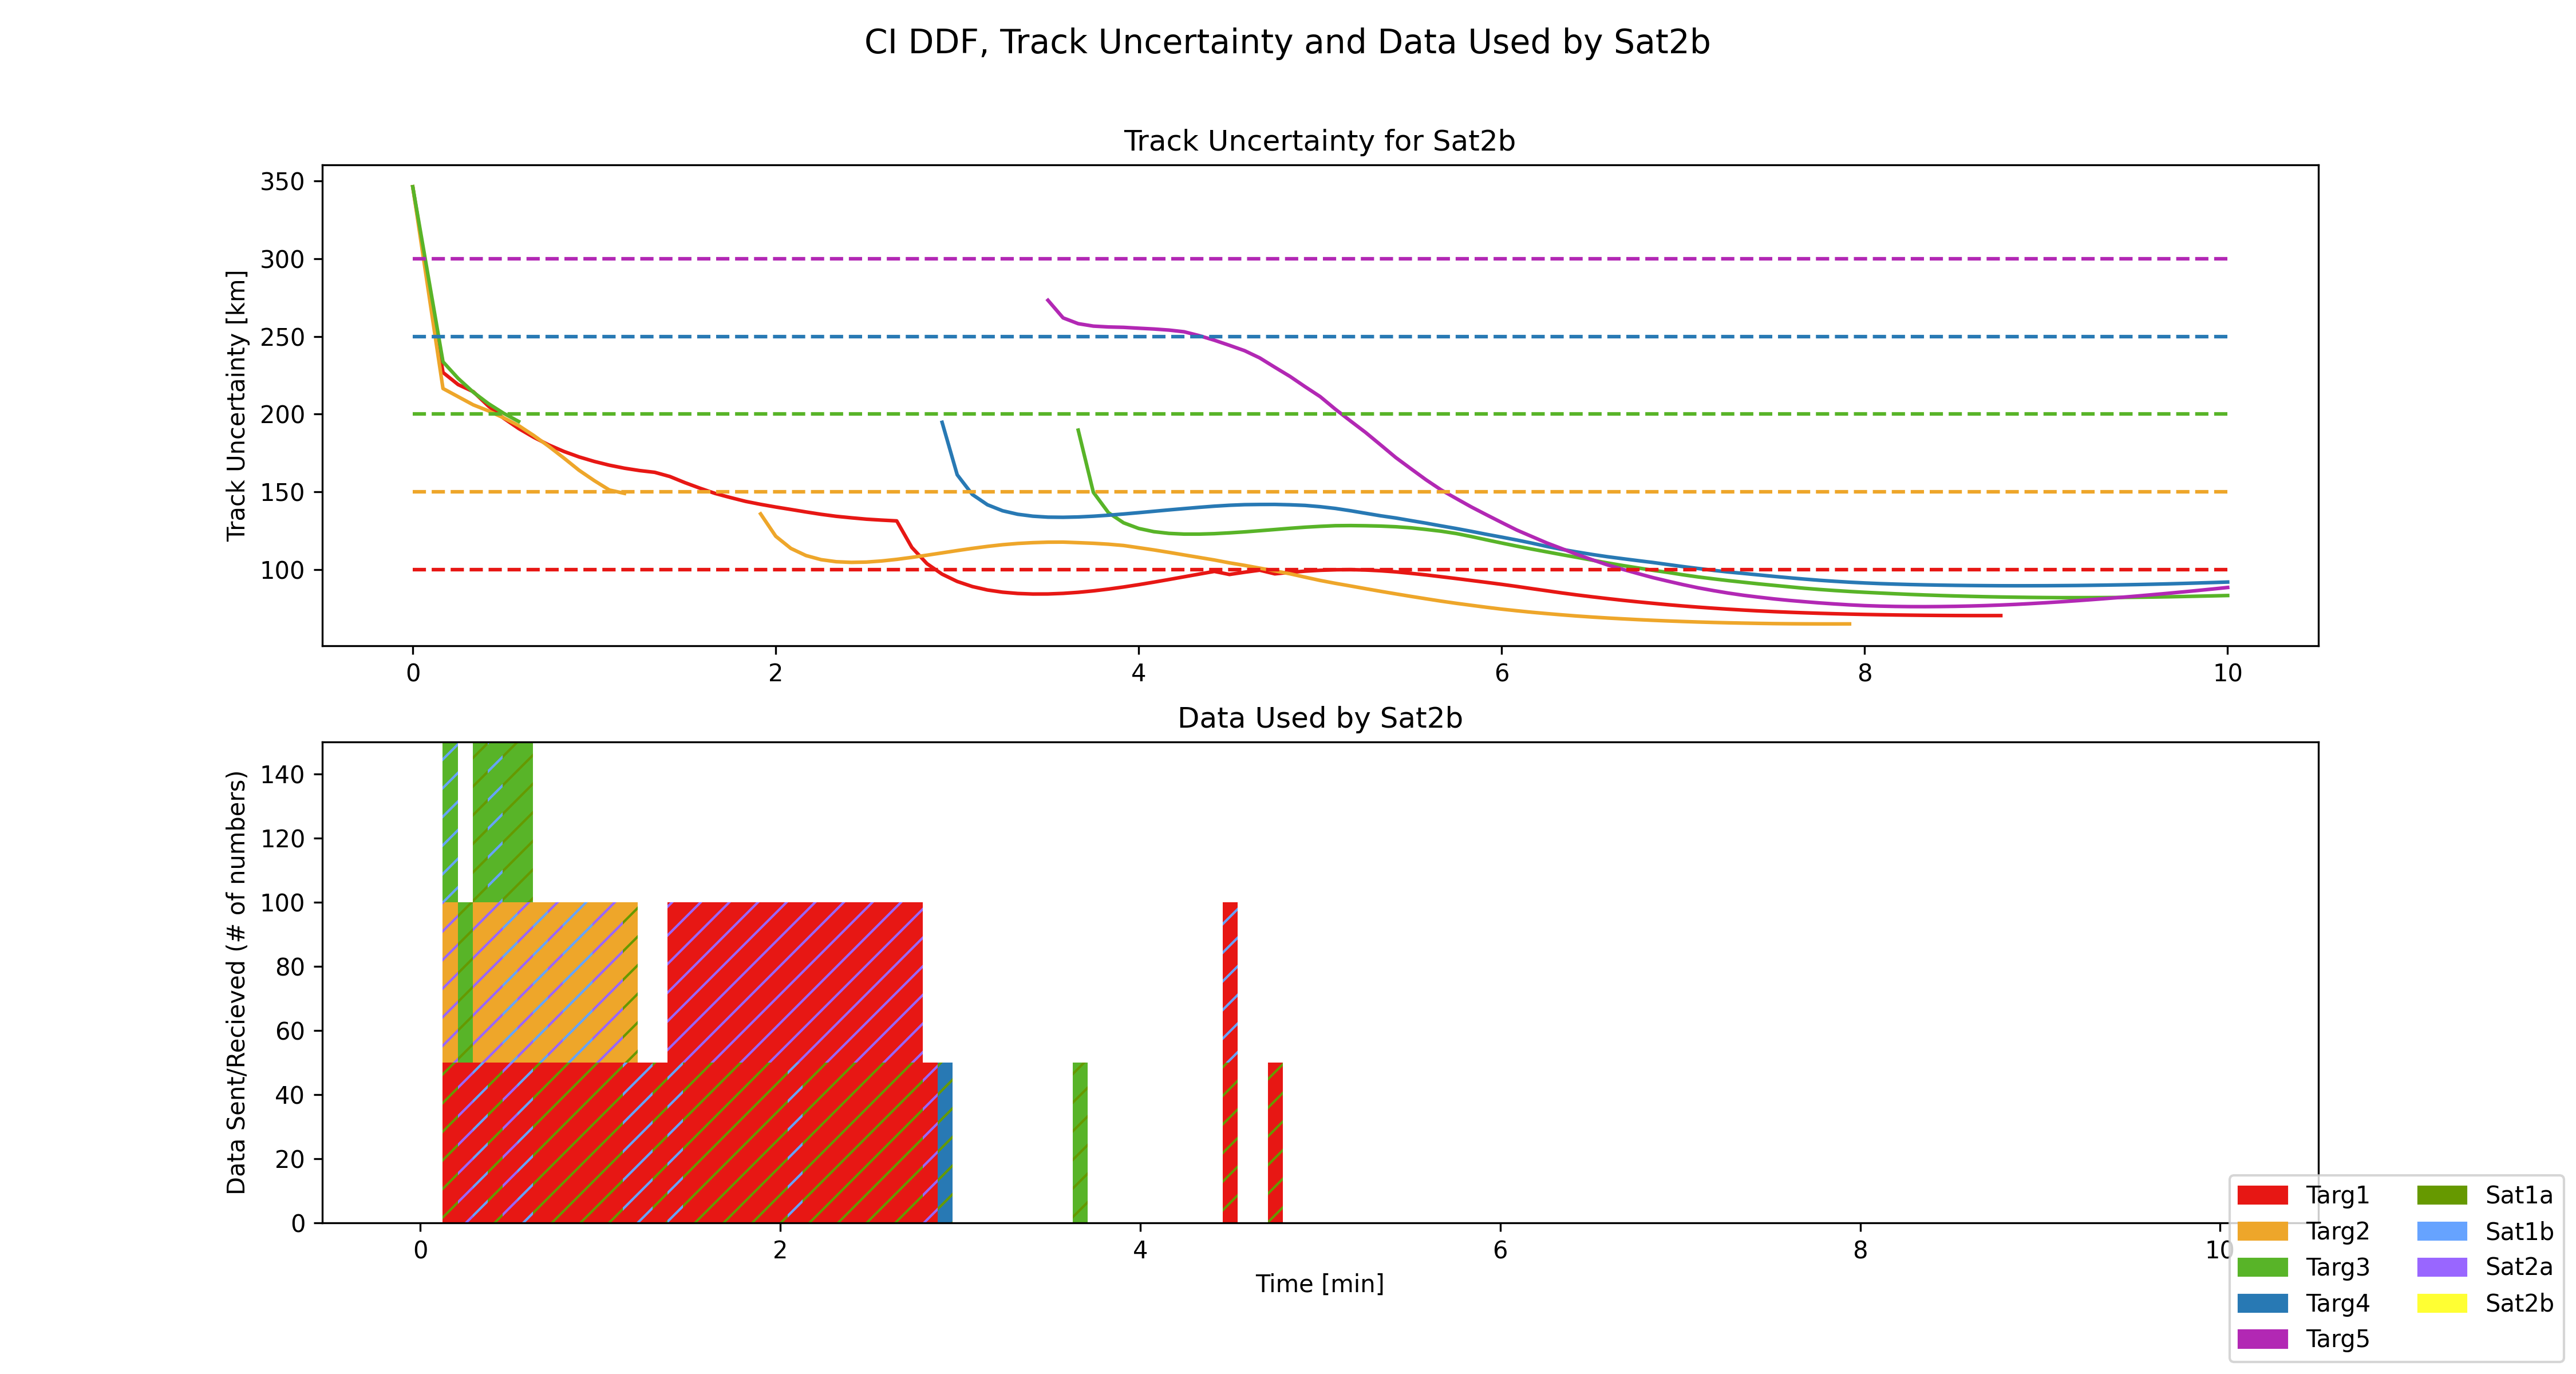 CI DDF, Track Uncertainty and Data Used by Sat2b
Track Uncertainty for Sat2b
Track Uncertainty [km]
350
300
250
200
150
100
0 2 4 6 8 10
Data Used by Sat2b
Data Sent/Recieved (# of numbers)
140
120
100
80
60
40
20
0
0 2 4 6 8 10
Time [min]
Targ1 Sat1a
Targ2 Sat1b
Targ3 Sat2a
Targ4 Sat2b
Targ5